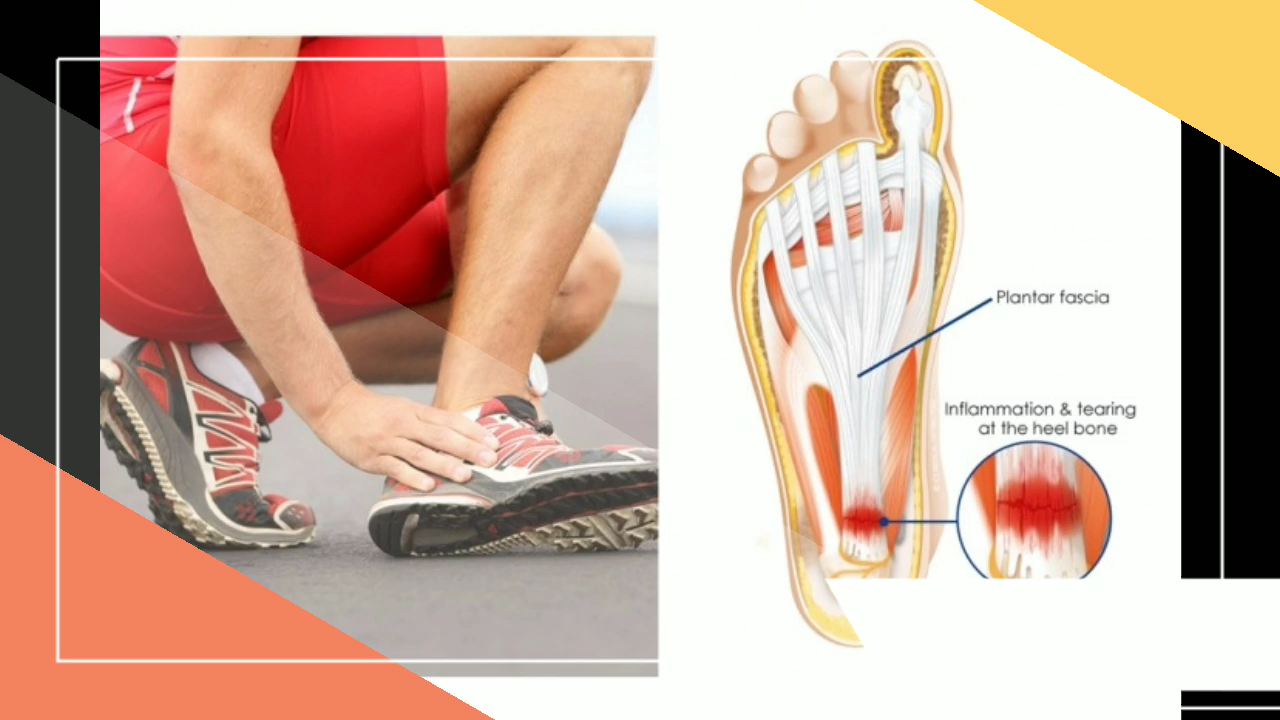 Plantar fascia
Inflammation & tearing
at the heel bone